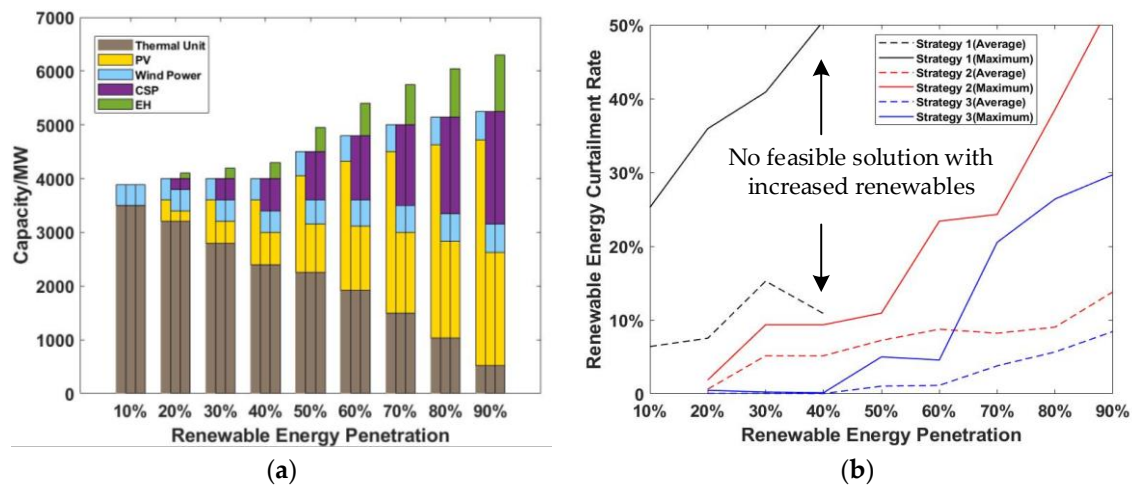 7000
6000
5000
4000
3000
2000
1000
0
Capacity/MW
Thermal Unit
PV
Wind Power
CSP
EH
10% 20% 30% 40% 50% 60% 70% 80% 90%
Renewable Energy Penetration
(a)
50%
40%
30%
20%
10%
0
Renewable Energy Curtailment Rate
Strategy 1(Average)
Strategy 1(Maximum)
Strategy 2(Average)
Strategy 2(Maximum)
Strategy 3(Average)
Strategy 3(Maximum)
No feasible solution with
increased renewables
10% 20% 30% 40% 50% 60% 70% 80% 90%
Renewable Energy Penetration
(b)